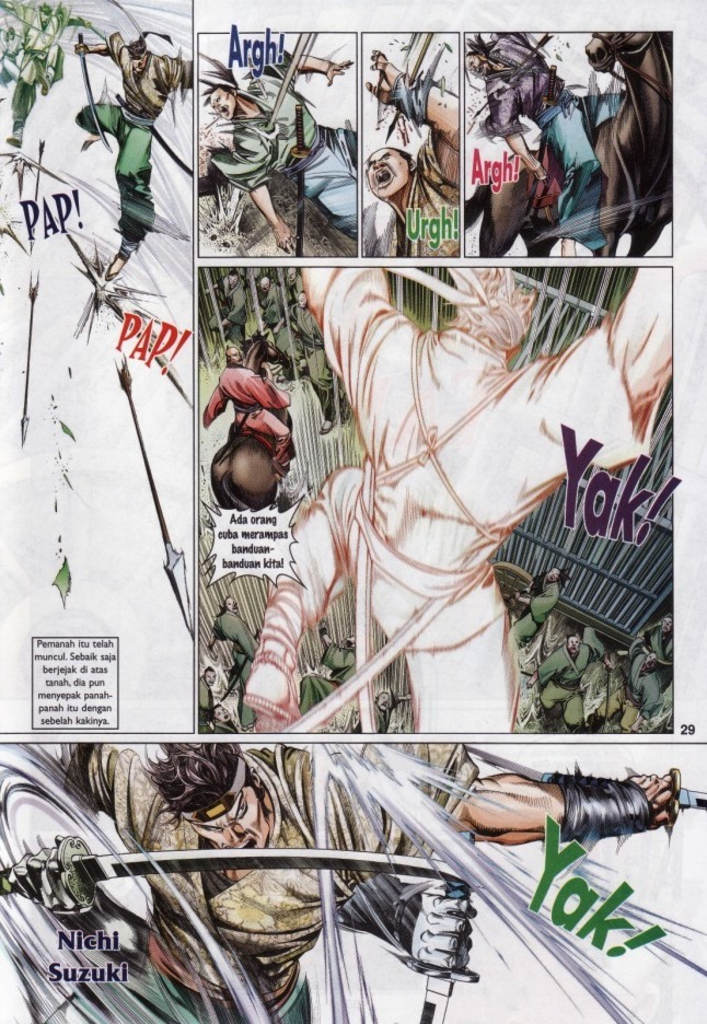 PAP!
PAP!
Pemanah itu telah
muncul. Sebaik saja
berjejak di atas
tanah, dia pun
menyepak panah-
panah itu dengan
sebelah kakinya.
Argh!
Urgh!
Argh!
Ada orang
cuba merampas
banduan-
banduan kita!
Yak!
29
Yak!
Nichi
Suzuki